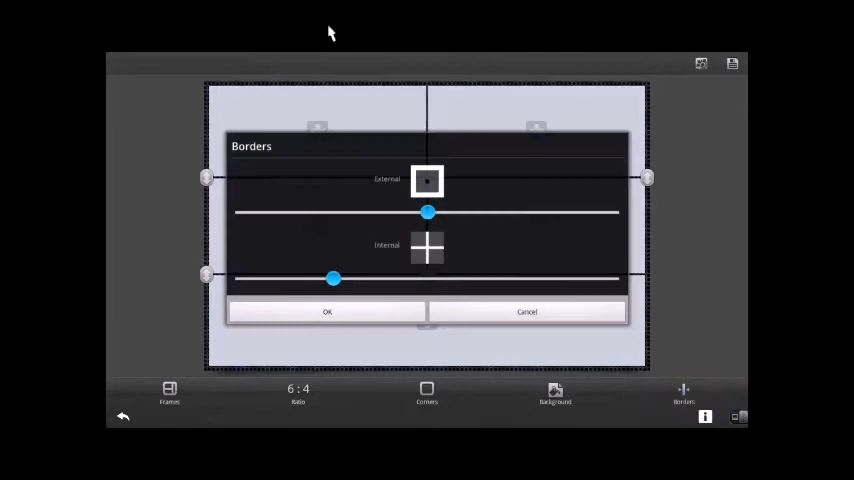 Borders
External
Internal
OK
Cancel
6:4
Frames
Ratio
Corners
Background
Borders